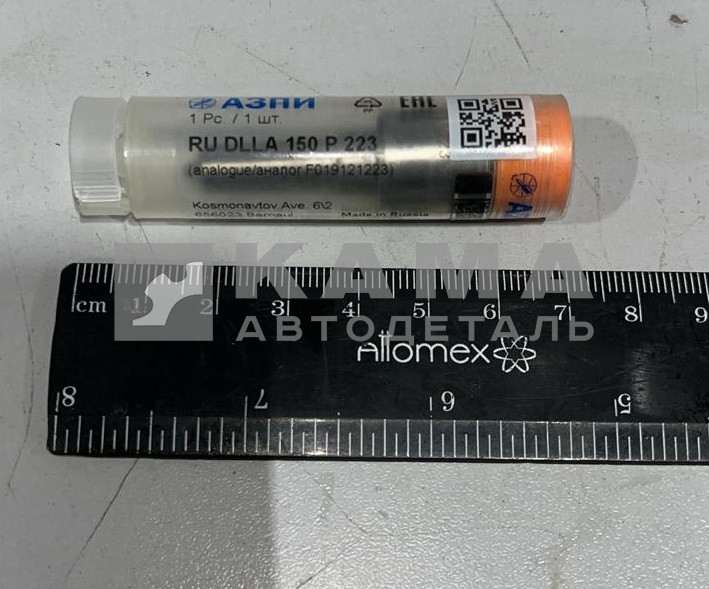 АЗПИ
PP
EAC
1 Pc. / 1 шт.
RU DLLA 150 P 223
(analogue/аналог F019121223)
Kosmonavtov Ave. 6\2
656023 Barnaul
Made in Russia
3
А
КАМА
АВТОДЕТАЛЬ
cm 1 2 3 4 5 6 7 8 9
Attomex
8 7 6 5